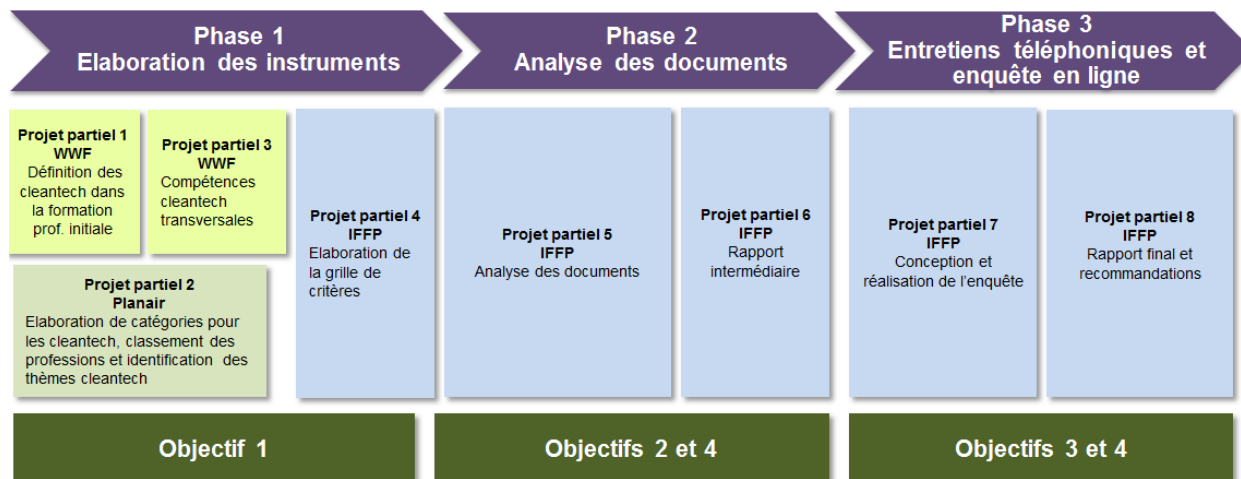 Phase 1
Elaboration des instruments
Phase 2
Analyse des documents
Phase 3
Entretiens téléphoniques et
enquête en ligne
Projet partiel 1
WWF
Définition des
cleantech dans
la formation
prof. initiale
Projet partiel 3
WWF
Compétences
cleantech
transversales
Projet partiel 2
Planair
Elaboration de catégories pour
les cleantech, classement des
professions et identification des
thèmes cleantech
Projet partiel 4
IFFP
Elaboration de
la grille de
critères
Projet partiel 5
IFFP
Analyse des documents
Projet partiel 6
IFFP
Rapport
intermédiaire
Projet partiel 7
IFFP
Conception et
réalisation de l'enquête
Projet partiel 8
IFFP
Rapport final et
recommandations
Objectif 1
Objectifs 2 et 4
Objectifs 3 et 4